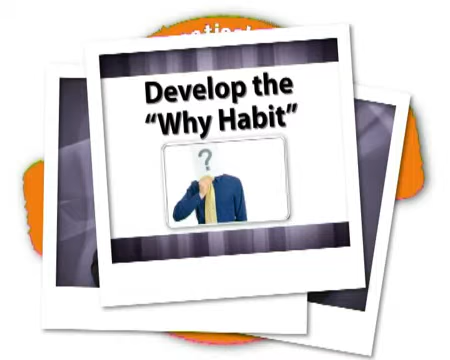 Develop the
“Why Habit”
?